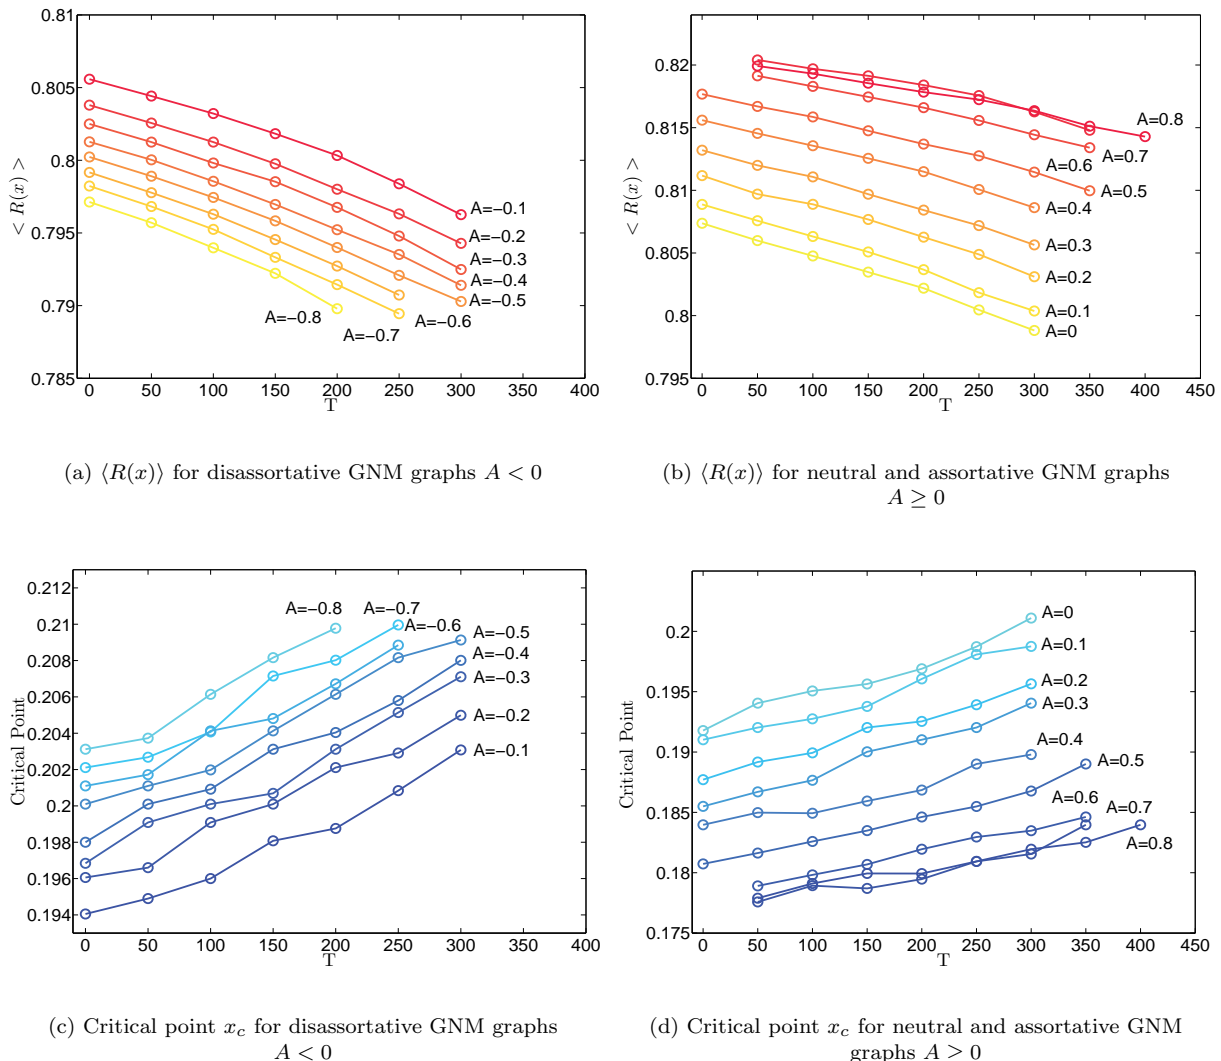 0.81
0.805
0.8
0.795
0.79
0.785
< R(x) >
0 50 100 150 200 250 300 350 400
T
A=−0.1
A=−0.2
A=−0.3
A=−0.4
A=−0.5
A=−0.6
A=−0.7
A=−0.8
(a) ⟨R(x)⟩ for disassortative GNM graphs A < 0
0.82
0.815
0.81
0.805
0.8
0.795
< R(x) >
0 50 100 150 200 250 300 350 400 450
T
A=0.8
A=0.7
A=0.6
A=0.5
A=0.4
A=0.3
A=0.2
A=0.1
A=0
(b) ⟨R(x)⟩ for neutral and assortative GNM graphs
A ≥ 0
0.212
0.21
0.208
0.206
0.204
0.202
0.2
0.198
0.196
0.194
Critical Point
0 50 100 150 200 250 300 350 400
T
A=−0.8
A=−0.7
A=−0.6
A=−0.5
A=−0.4
A=−0.3
A=−0.2
A=−0.1
(c) Critical point x_c for disassortative GNM graphs
A < 0
0.2
0.195
0.19
0.185
0.18
0.175
Critical Point
0 50 100 150 200 250 300 350 400 450
T
A=0
A=0.1
A=0.2
A=0.3
A=0.4
A=0.5
A=0.6
A=0.7
A=0.8
(d) Critical point x_c for neutral and assortative GNM